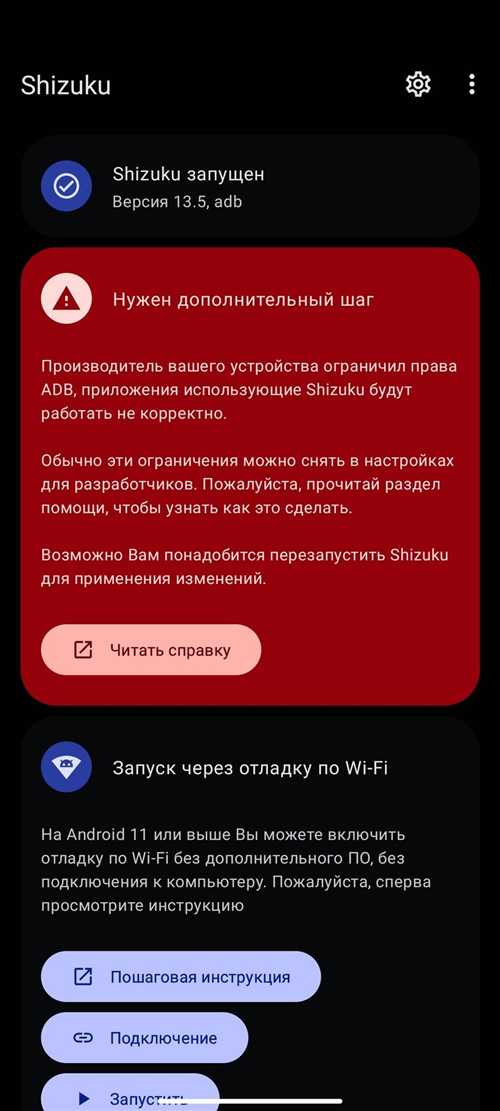 Shizuku
Shizuku запущен
Версия 13.5, adb
Нужен дополнительный шаг
Производитель вашего устройства ограничил права
ADB, приложения использующие Shizuku будут
работать не корректно.
Обычно эти ограничения можно снять в настройках
для разработчиков. Пожалуйста, прочитай раздел
помощи, чтобы узнать как это сделать.
Возможно Вам понадобится перезапустить Shizuku
для применения изменений.
Читать справку
Запуск через отладку по Wi-Fi
На Android 11 или выше Вы можете включить
отладку по Wi-Fi без дополнительного ПО, без
подключения к компьютеру. Пожалуйста, сперва
просмотрите инструкцию
Пошаговая инструкция
Подключение
Запустить